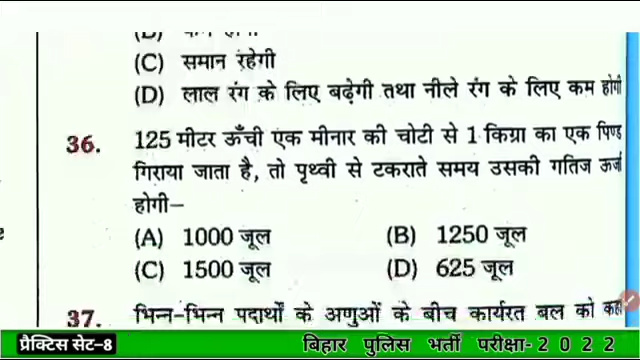 (C) समान रहेगी
(D) लाल रंग के लिए बढ़ेगी तथा नीले रंग के लिए कम होगी
36. 125 मीटर ऊँची एक मीनार की चोटी से 1 किग्रा का एक पिण्ड
गिराया जाता है, तो पृथ्वी से टकराते समय उसकी गतिज ऊर्जा
होगी–
(A) 1000 जूल (B) 1250 जूल
(C) 1500 जूल (D) 625 जूल
37. भिन्न-भिन्न पदार्थों के अणुओं के बीच कार्यरत बल को
प्रैक्टिस सेट-8 बिहार पुलिस भर्ती परीक्षा-2022